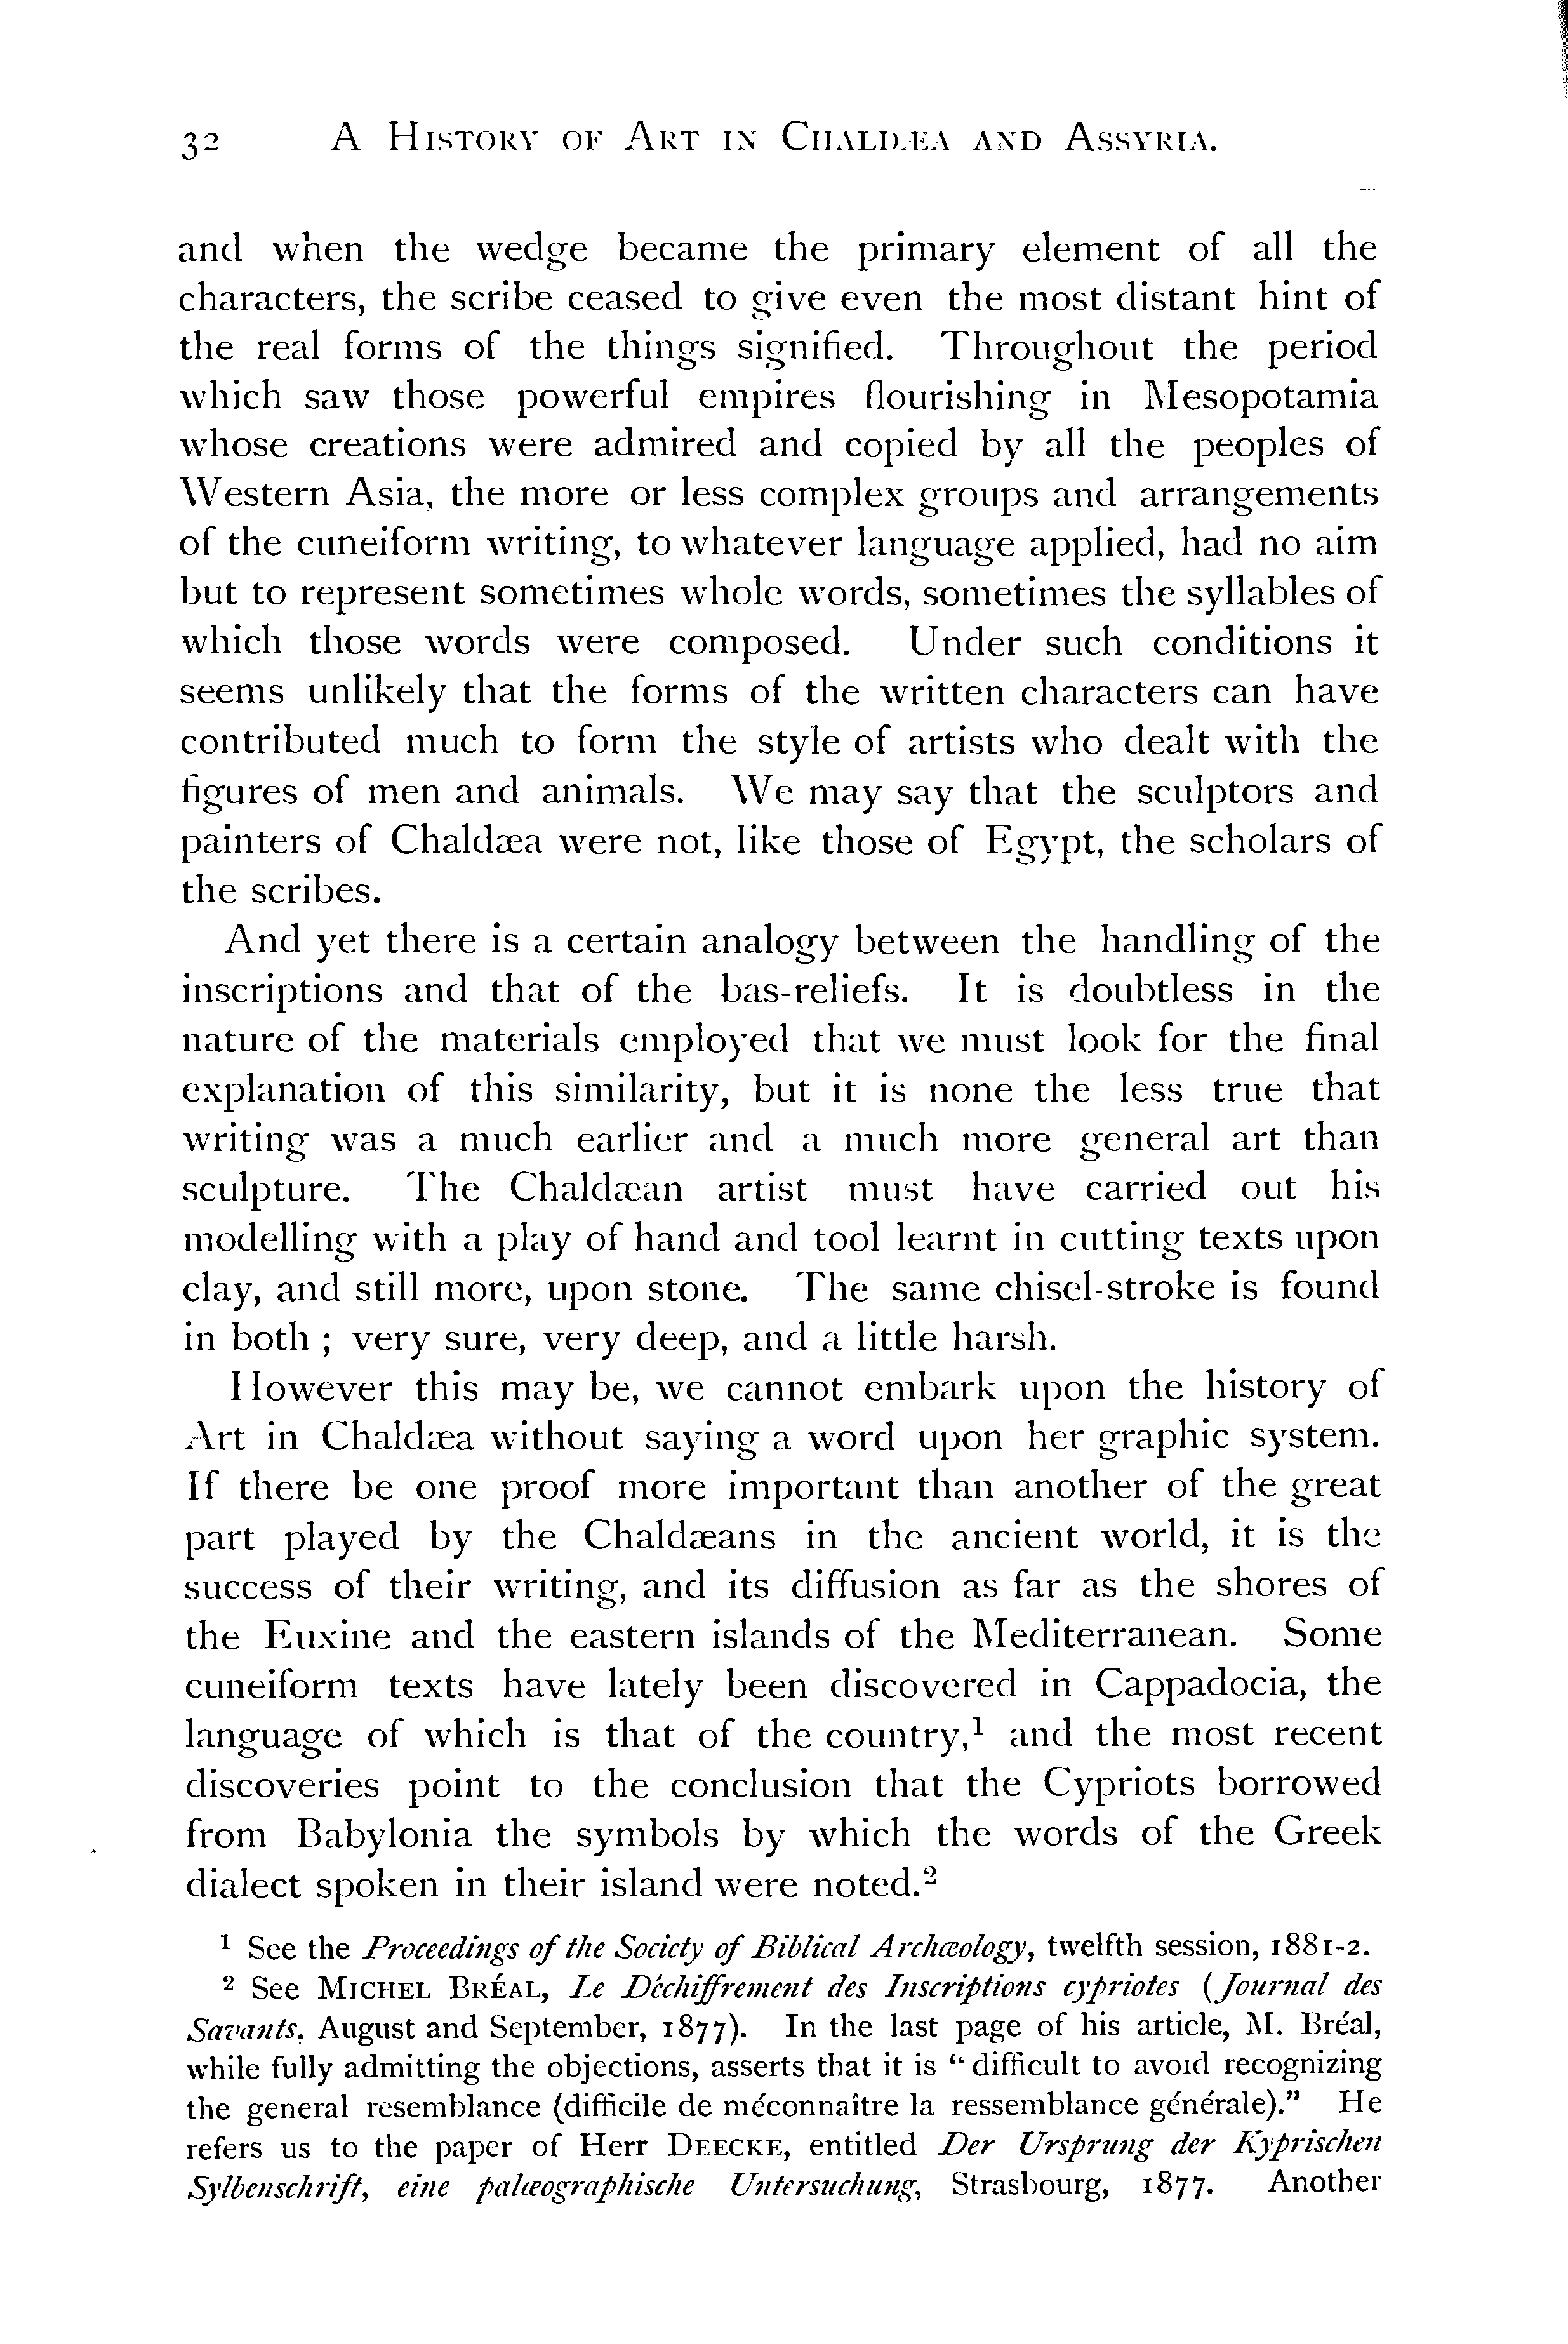 32 A HISTORY OF ART IN CHALDÆA AND ASSYRIA.
and when the wedge became the primary element of all the
characters, the scribe ceased to give even the most distant hint of
the real forms of the things signified. Throughout the period
which saw those powerful empires flourishing in Mesopotamia
whose creations were admired and copied by all the peoples of
Western Asia, the more or less complex groups and arrangements
of the cuneiform writing, to whatever language applied, had no aim
but to represent sometimes whole words, sometimes the syllables of
which those words were composed. Under such conditions it
seems unlikely that the forms of the written characters can have
contributed much to form the style of artists who dealt with the
figures of men and animals. We may say that the sculptors and
painters of Chaldæa were not, like those of Egypt, the scholars of
the scribes.
And yet there is a certain analogy between the handling of the
inscriptions and that of the bas-reliefs. It is doubtless in the
nature of the materials employed that we must look for the final
explanation of this similarity, but it is none the less true that
writing was a much earlier and a much more general art than
sculpture. The Chaldæan artist must have carried out his
modelling with a play of hand and tool learnt in cutting texts upon
clay, and still more, upon stone. The same chisel-stroke is found
in both ; very sure, very deep, and a little harsh.
However this may be, we cannot embark upon the history of
Art in Chaldæa without saying a word upon her graphic system.
If there be one proof more important than another of the great
part played by the Chaldæans in the ancient world, it is the
success of their writing, and its diffusion as far as the shores of
the Euxine and the eastern islands of the Mediterranean. Some
cuneiform texts have lately been discovered in Cappadocia, the
language of which is that of the country,¹ and the most recent
discoveries point to the conclusion that the Cypriots borrowed
from Babylonia the symbols by which the words of the Greek
dialect spoken in their island were noted.²
¹ See the Proceedings of the Society of Biblical Archæology, twelfth session, 1881-2.
² See MICHEL BRÉAL, Le Déchiffrement des Inscriptions cypriotes (Journal des
Savants, August and September, 1877). In the last page of his article, M. Bréal,
while fully admitting the objections, asserts that it is “ difficult to avoid recognizing
the general resemblance (difficile de méconnaître la ressemblance générale).” He
refers us to the paper of Herr DEECKE, entitled Der Ursprung der Kyprischen
Sylbenschrift, eine palæographische Untersuchung, Strasbourg, 1877. Another